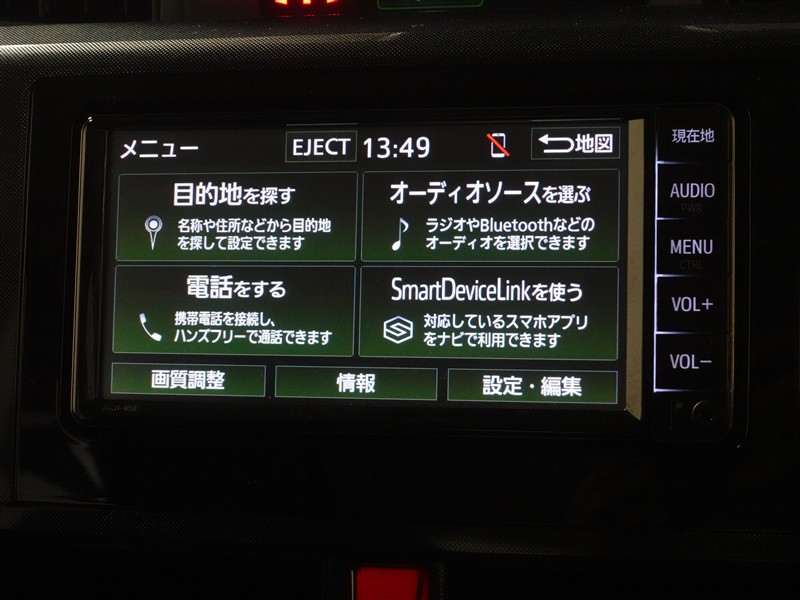 メニュー EJECT 13:49 地図
目的地を探す
名称や住所などから目的地
を探して設定できます
オーディオソースを選ぶ
ラジオやBluetoothなどの
オーディオを選択できます
電話をする
携帯電話を接続し、
ハンズフリーで通話できます
SmartDeviceLinkを使う
対応しているスマホアプリ
をナビで利用できます
画質調整 情報 設定・編集
現在地
AUDIO
PWR
MENU
CTRL
VOL+
VOL-